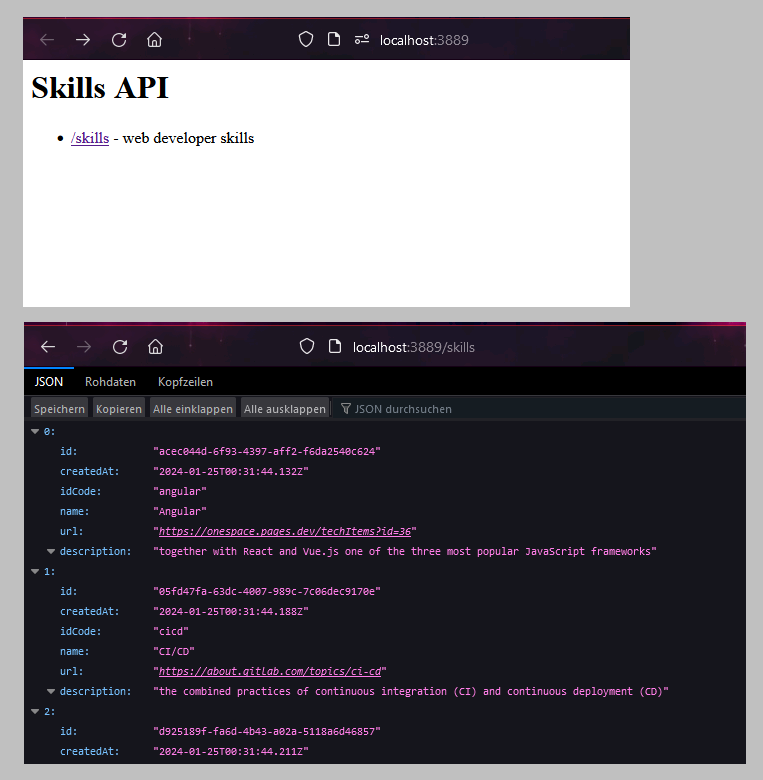 localhost:3889
Skills API
• /skills - web developer skills
localhost:3889/skills
JSON Rohdaten Kopfzeilen
Speichern Kopieren Alle einklappen Alle ausklappen JSON durchsuchen
0:
id: "acec044d-6f93-4397-aff2-f6da2540c624"
createdAt: "2024-01-25T00:31:44.132Z"
idCode: "angular"
name: "Angular"
url: "https://onespace.pages.dev/techItems?id=36"
description: "together with React and Vue.js one of the three most popular JavaScript frameworks"
1:
id: "05fd47fa-63dc-4007-989c-7c06dec9170e"
createdAt: "2024-01-25T00:31:44.188Z"
idCode: "cicd"
name: "CI/CD"
url: "https://about.gitlab.com/topics/ci-cd"
description: "the combined practices of continuous integration (CI) and continuous deployment (CD)"
2:
id: "d925189f-fa6d-4b43-a02a-5118a6d46857"
createdAt: "2024-01-25T00:31:44.211Z"